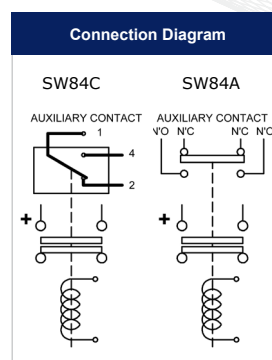 Connection Diagram
SW84C SW84A
AUXILIARY CONTACT AUXILIARY CONTACT
1 N'O N'C N'C N'O
4
2
+ +